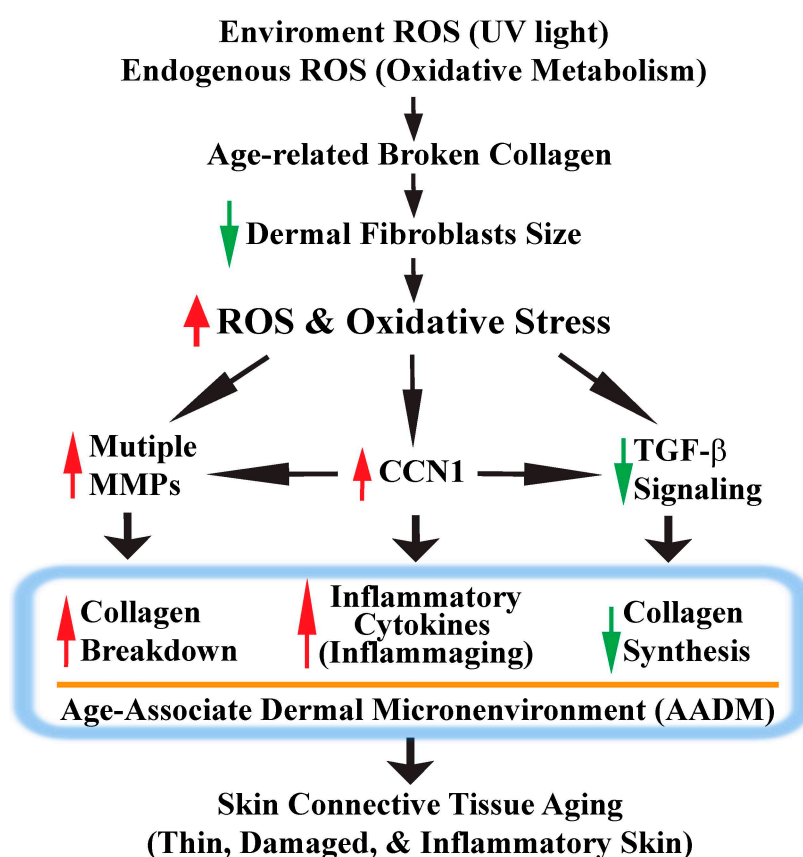 Enviroment ROS (UV light)
Endogenous ROS (Oxidative Metabolism)
Age-related Broken Collagen
Dermal Fibroblasts Size
ROS & Oxidative Stress
Mutiple
MMPs
CCN1
TGF-β
Signaling
Collagen
Breakdown
Inflammatory
Cytokines
(Inflammaging)
Collagen
Synthesis
Age-Associate Dermal Micronenvironment (AADM)
Skin Connective Tissue Aging
(Thin, Damaged, & Inflammatory Skin)